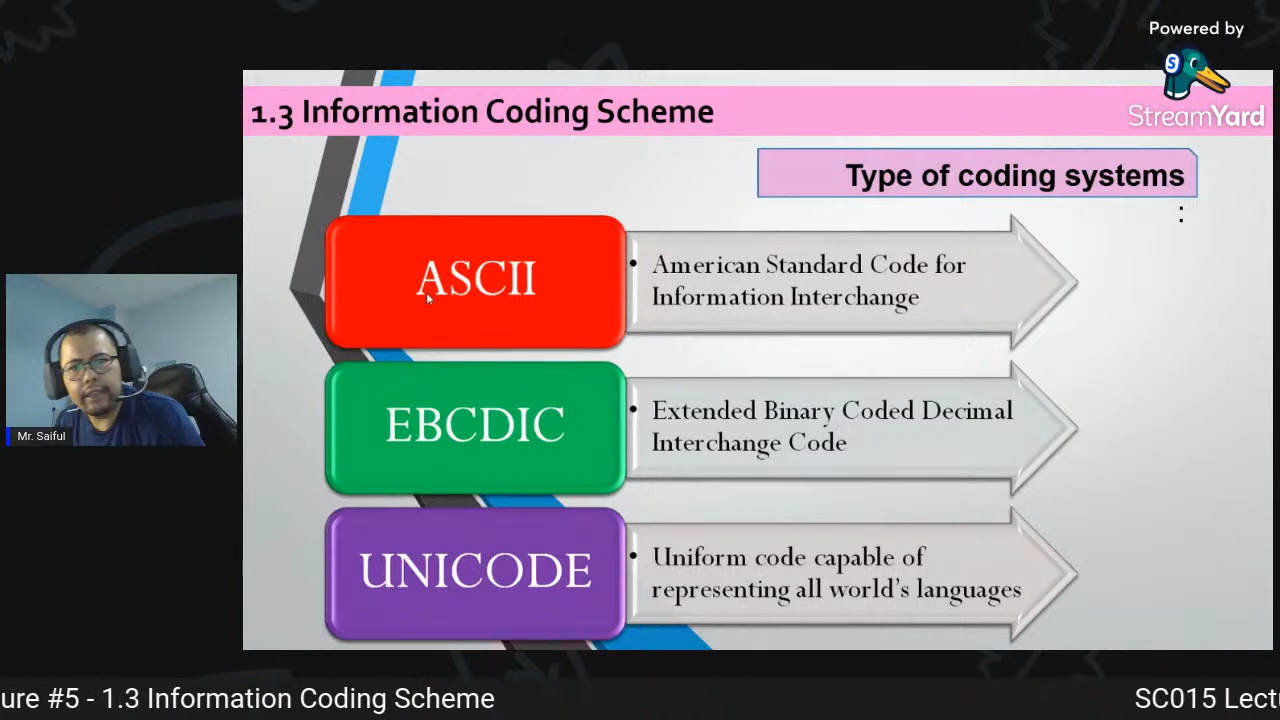 Powered by
StreamYard
1.3 Information Coding Scheme
Type of coding systems
:
ASCII
• American Standard Code for
Information Interchange
EBCDIC
• Extended Binary Coded Decimal
Interchange Code
UNICODE
• Uniform code capable of
representing all world's languages
Mr. Saiful
ure #5 - 1.3 Information Coding Scheme
SC015 Lectu